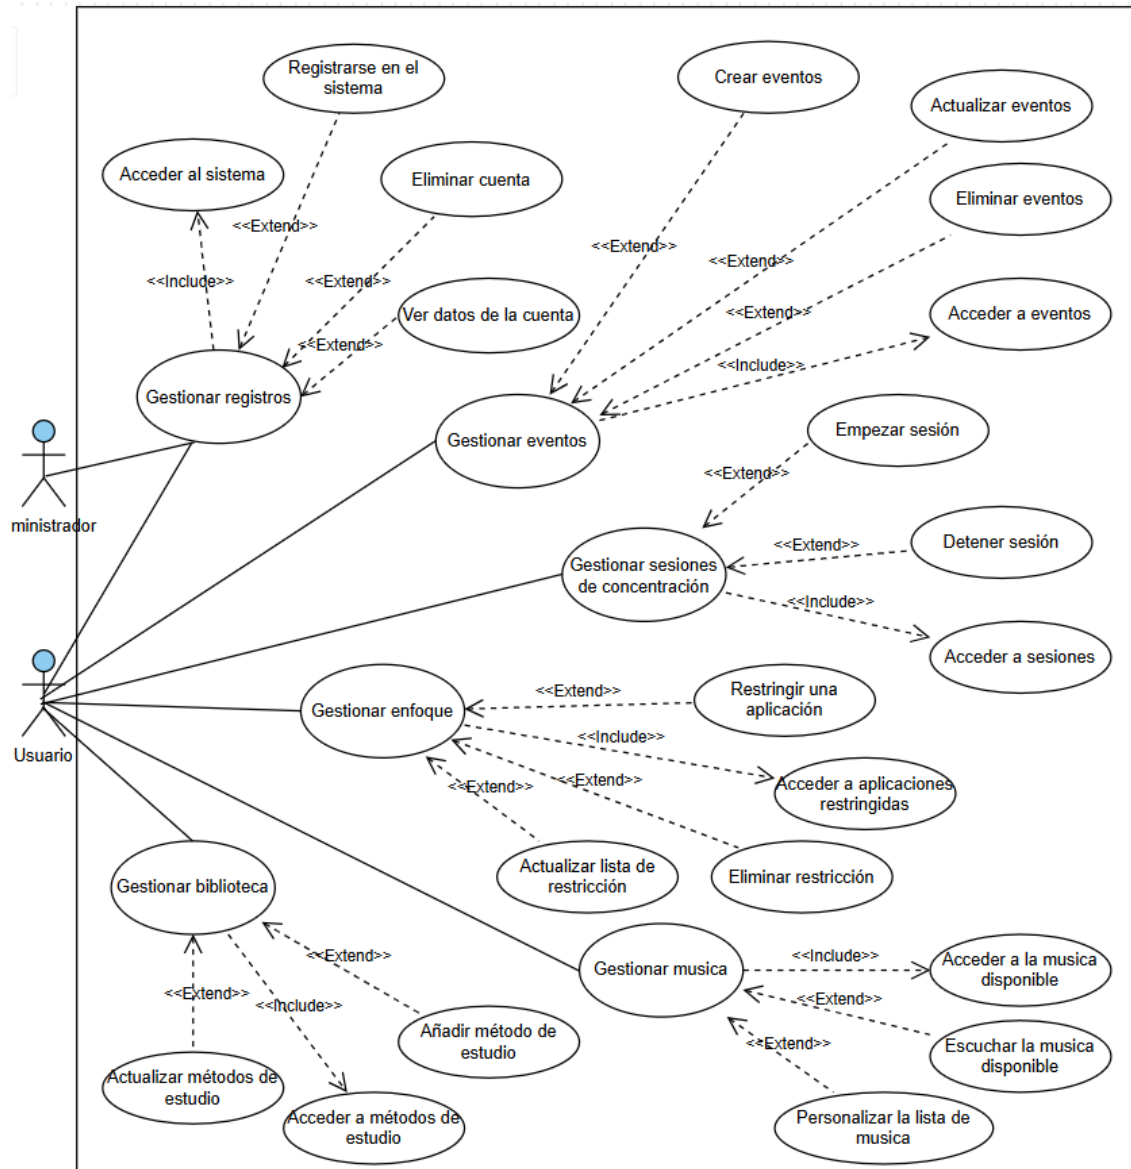 Registrarse en el
sistema
Crear eventos
Actualizar eventos
Acceder al sistema
Eliminar cuenta
Eliminar eventos
<<Extend>>
<<Extend>>
<<Extend>>
<<Include>>
<<Extend>>
<<Extend>>
Ver datos de la cuenta
Acceder a eventos
<<Extend>>
<<Include>>
Gestionar registros
Gestionar eventos
Empezar sesión
<<Extend>>
ministrador
Gestionar sesiones
de concentración
<<Extend>>
Detener sesión
<<Include>>
Acceder a sesiones
Usuario
Gestionar enfoque
<<Extend>>
Restringir una
aplicación
<<Include>>
<<Extend>>
<<Extend>>
Acceder a aplicaciones
restringidas
Actualizar lista de
restricción
Eliminar restricción
Gestionar biblioteca
<<Extend>>
<<Extend>>
<<Include>>
Gestionar musica
<<Include>>
Acceder a la musica
disponible
<<Extend>>
<<Extend>>
Añadir método de
estudio
Escuchar la musica
disponible
Actualizar métodos de
estudio
Acceder a métodos de
estudio
Personalizar la lista de
musica